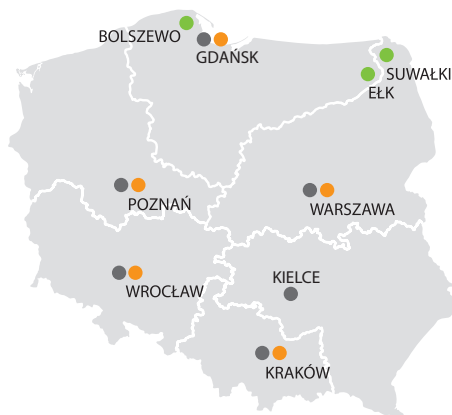 BOLSZEWO
GDAŃSK
SUWAŁKI
EŁK
POZNAŃ
WARSZAWA
KIELCE
WROCŁAW
KRAKÓW